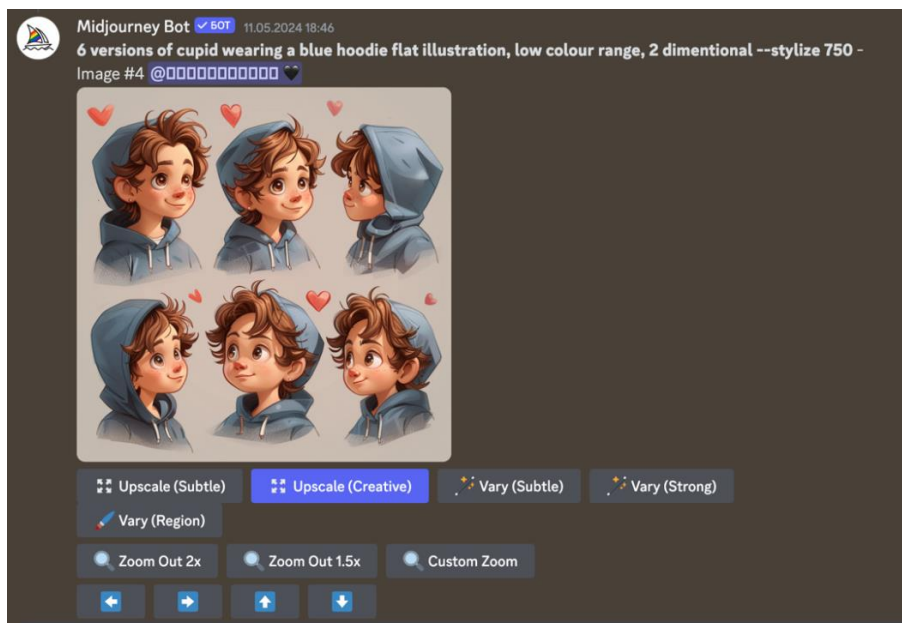 Midjourney Bot ✓ БОТ 11.05.2024 18:46
6 versions of cupid wearing a blue hoodie flat illustration, low colour range, 2 dimentional --stylize 750 -
Image #4 @
Upscale (Subtle) Upscale (Creative) Vary (Subtle) Vary (Strong)
Vary (Region)
Zoom Out 2x Zoom Out 1.5x Custom Zoom